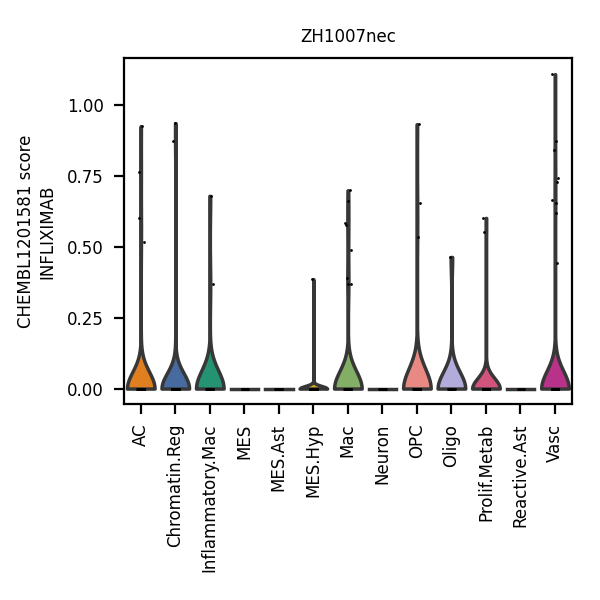 ZH1007nec
CHEMBL1201581 score
INFLIXIMAB
1.00
0.75
0.50
0.25
0.00
AC
Chromatin.Reg
Inflammatory.Mac
MES
MES.Ast
MES.Hyp
Mac
Neuron
OPC
Oligo
Prolif.Metab
Reactive.Ast
Vasc